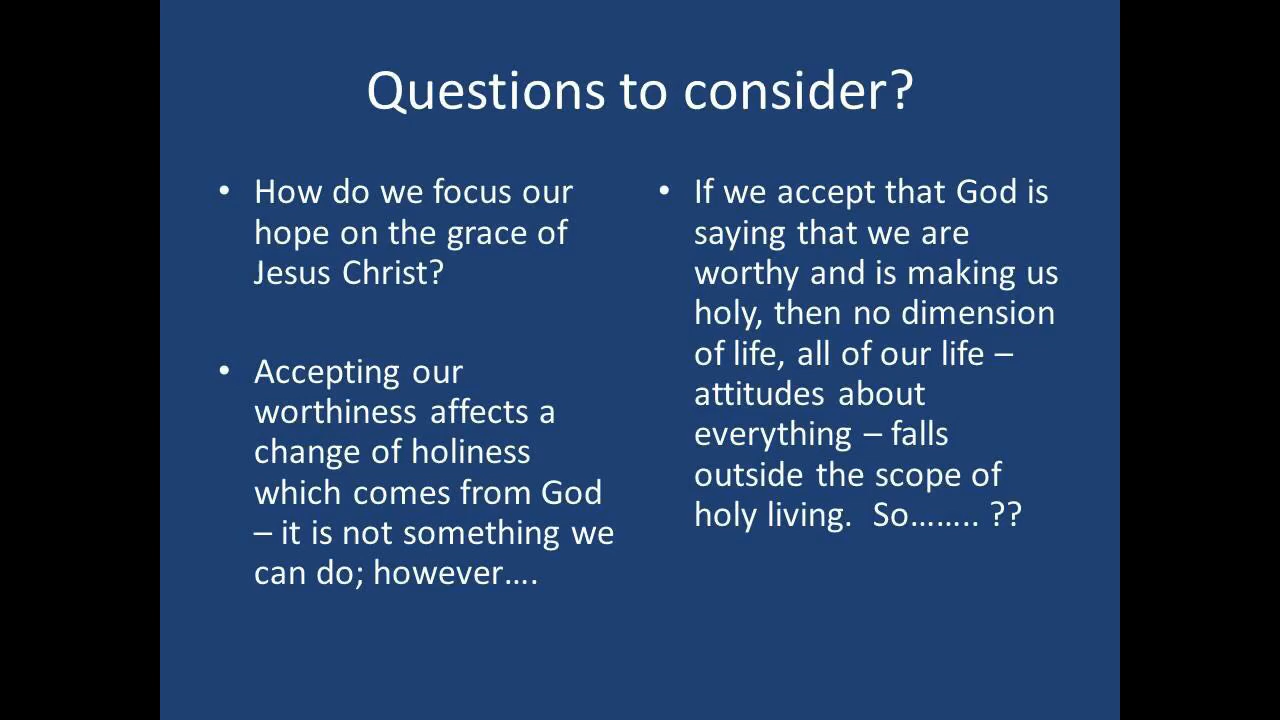 Questions to consider?
• How do we focus our
hope on the grace of
Jesus Christ?
• Accepting our
worthiness affects a
change of holiness
which comes from God
– it is not something we
can do; however….
• If we accept that God is
saying that we are
worthy and is making us
holy, then no dimension
of life, all of our life –
attitudes about
everything – falls
outside the scope of
holy living.  So…….. ??